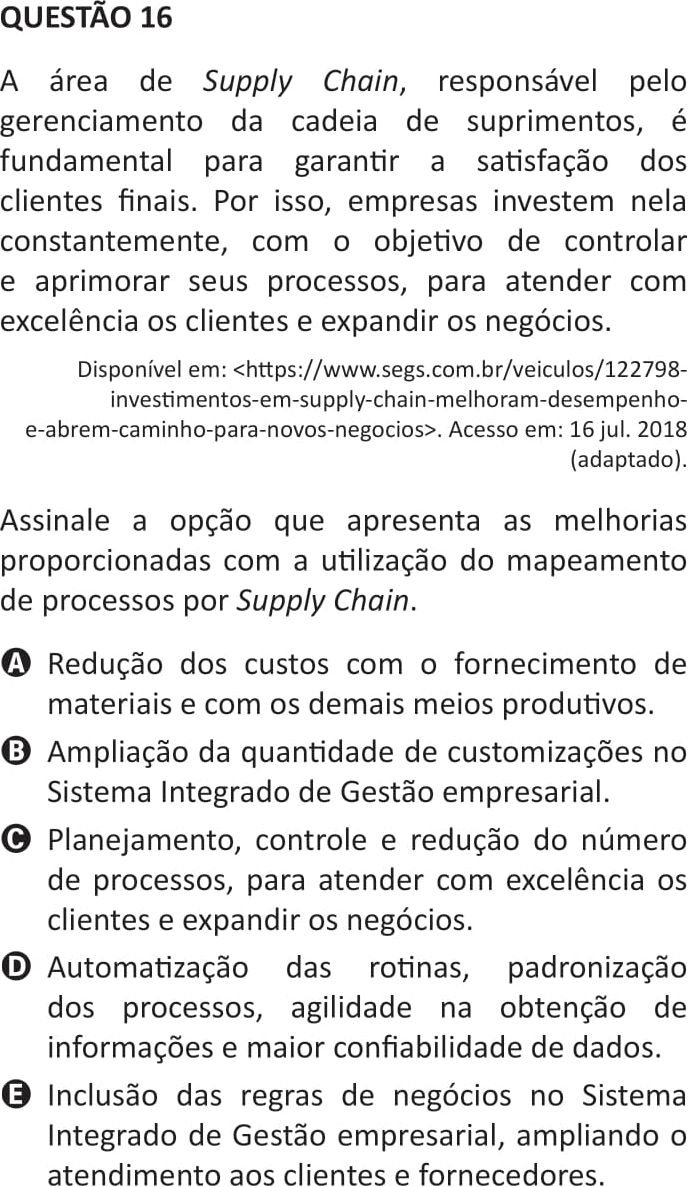 QUESTÃO 16
A área de Supply Chain, responsável pelo
gerenciamento da cadeia de suprimentos, é
fundamental para garantir a satisfação dos
clientes finais. Por isso, empresas investem nela
constantemente, com o objetivo de controlar
e aprimorar seus processos, para atender com
excelência os clientes e expandir os negócios.
Disponível em: <https://www.segs.com.br/veiculos/122798-
investimentos-em-supply-chain-melhoram-desempenho-
e-abrem-caminho-para-novos-negocios>. Acesso em: 16 jul. 2018
(adaptado).
Assinale a opção que apresenta as melhorias
proporcionadas com a utilização do mapeamento
de processos por Supply Chain.
A Redução dos custos com o fornecimento de
materiais e com os demais meios produtivos.
B Ampliação da quantidade de customizações no
Sistema Integrado de Gestão empresarial.
C Planejamento, controle e redução do número
de processos, para atender com excelência os
clientes e expandir os negócios.
D Automatização das rotinas, padronização
dos processos, agilidade na obtenção de
informações e maior confiabilidade de dados.
E Inclusão das regras de negócios no Sistema
Integrado de Gestão empresarial, ampliando o
atendimento aos clientes e fornecedores.